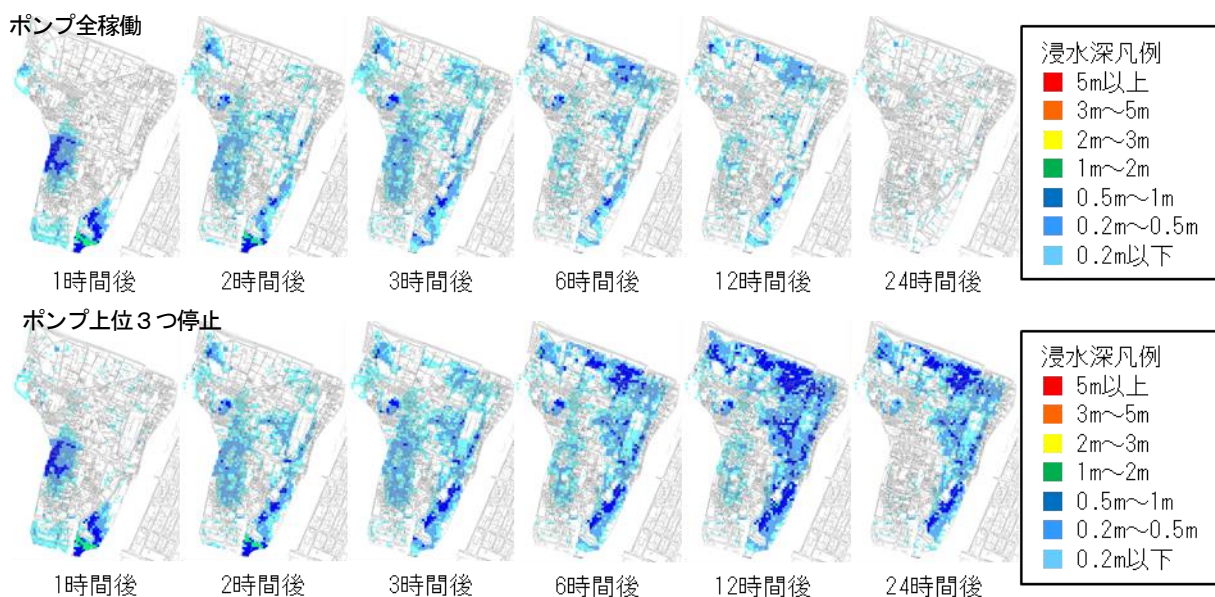 ポンプ全稼働
1時間後
2時間後
3時間後
6時間後
12時間後
24時間後
浸水深凡例
5m以上
3m～5m
2m～3m
1m～2m
0.5m～1m
0.2m～0.5m
0.2m以下
ポンプ上位３つ停止
1時間後
2時間後
3時間後
6時間後
12時間後
24時間後
浸水深凡例
5m以上
3m～5m
2m～3m
1m～2m
0.5m～1m
0.2m～0.5m
0.2m以下